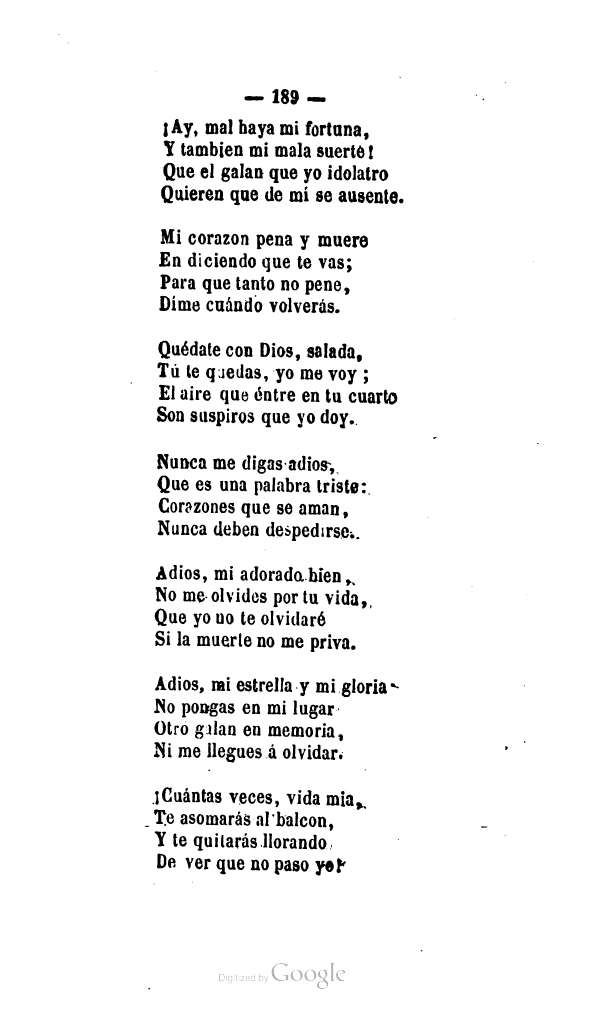 — 189 —
¡Ay, mal haya mi fortuna,
Y tambien mi mala suerte!
Que el galan que yo idolatro
Quieren que de mí se ausente.
Mi corazon pena y muere
En diciendo que te vas;
Para que tanto no pene,
Dime cuándo volverás.
Quédate con Dios, salada,
Tú te quedas, yo me voy;
El aire que éntre en tu cuarto
Son suspiros que yo doy.
Nunca me digas adios,
Que es una palabra triste:
Corazones que se aman,
Nunca deben despedirse.
Adios, mi adorado bien,
No me olvides por tu vida,
Que yo no te olvidaré
Si la muerte no me priva.
Adios, mi estrella y mi gloria
No pongas en mi lugar
Otro galan en memoria,
Ni me llegues á olvidar.
¡Cuántas veces, vida mia,
Te asomarás al balcon,
Y te quitarás llorando
De ver que no paso yo!
Digitized by Google